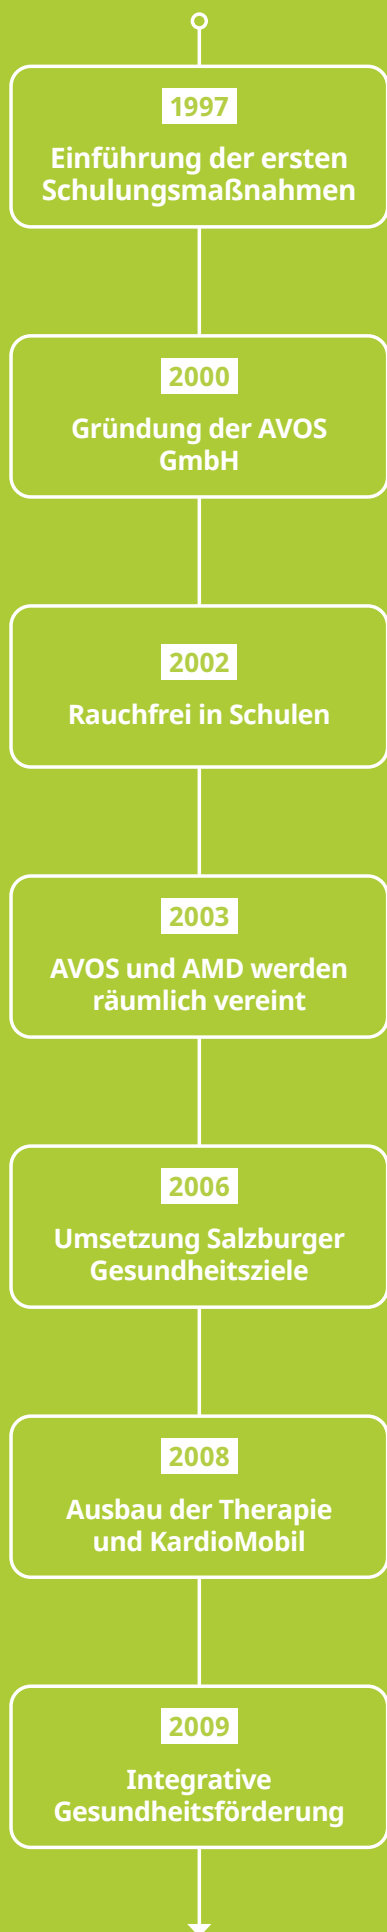 1997
Einführung der ersten
Schulungsmaßnahmen
2000
Gründung der AVOS
GmbH
2002
Rauchfrei in Schulen
2003
AVOS und AMD werden
räumlich vereint
2006
Umsetzung Salzburger
Gesundheitsziele
2008
Ausbau der Therapie
und KardioMobil
2009
Integrative
Gesundheitsförderung